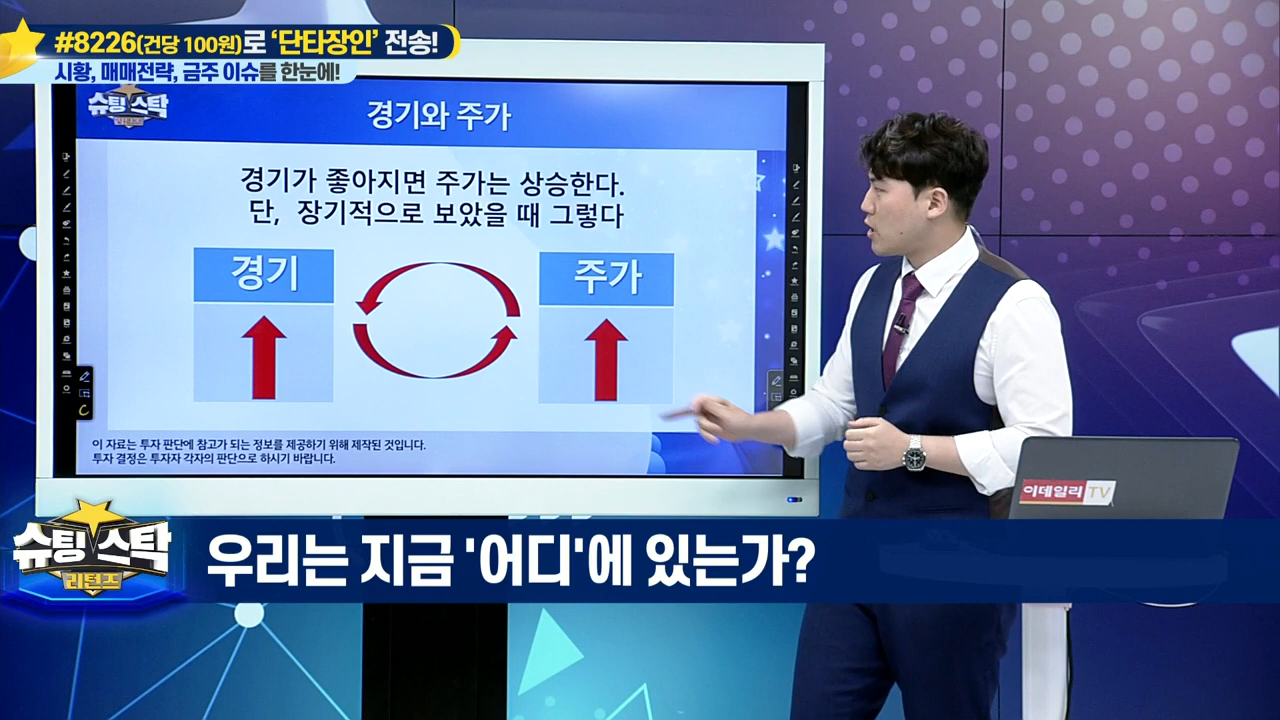 #8226(건당 100원)로 ‘단타장인’ 전송!
시황, 매매전략, 금주 이슈를 한눈에!
슈팅 스탁
리턴즈
경기와 주가
경기가 좋아지면 주가는 상승한다.
단, 장기적으로 보았을 때 그렇다
경기
주가
이 자료는 투자 판단에 참고가 되는 정보를 제공하기 위해 제작된 것입니다.
투자 결정은 투자자 각자의 판단으로 하시기 바랍니다.
이데일리 TV
슈팅 스탁
리턴즈
우리는 지금 '어디'에 있는가?